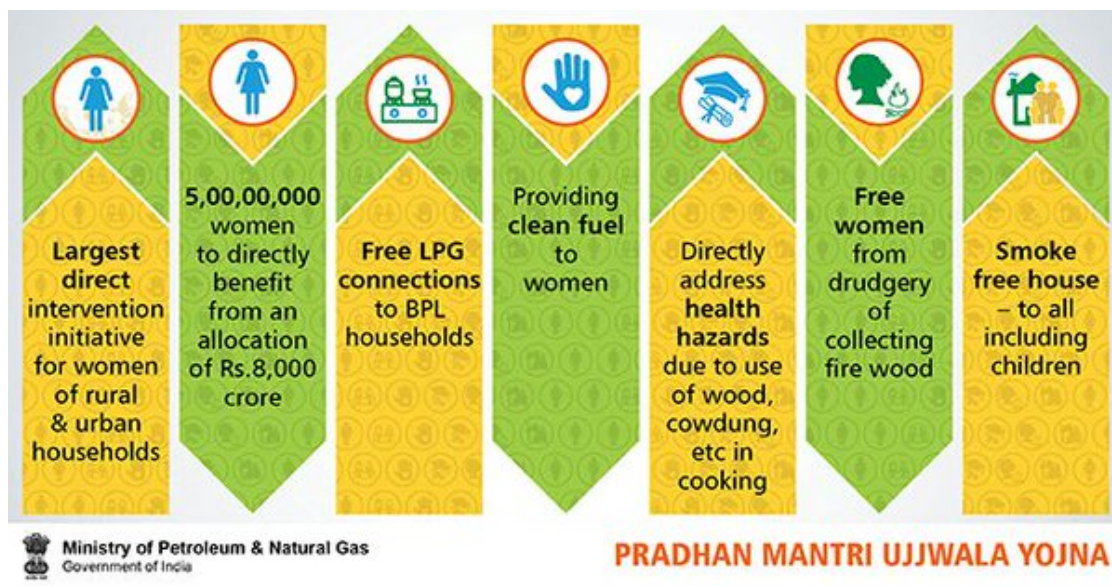 Largest
direct
intervention
initiative
for women
of rural
& urban
households
5,00,00,000
women
to directly
benefit
from an
allocation
of Rs.8,000
crore
Free LPG
connections
to BPL
households
Providing
clean fuel
to
women
Directly
address
health
hazards
due to use
of wood,
cowdung,
etc in
cooking
Free
women
from
drudgery
of
collecting
fire wood
Smoke
free house
– to all
including
children
Ministry of Petroleum & Natural Gas
Government of India
PRADHAN MANTRI UJJWALA YOJNA